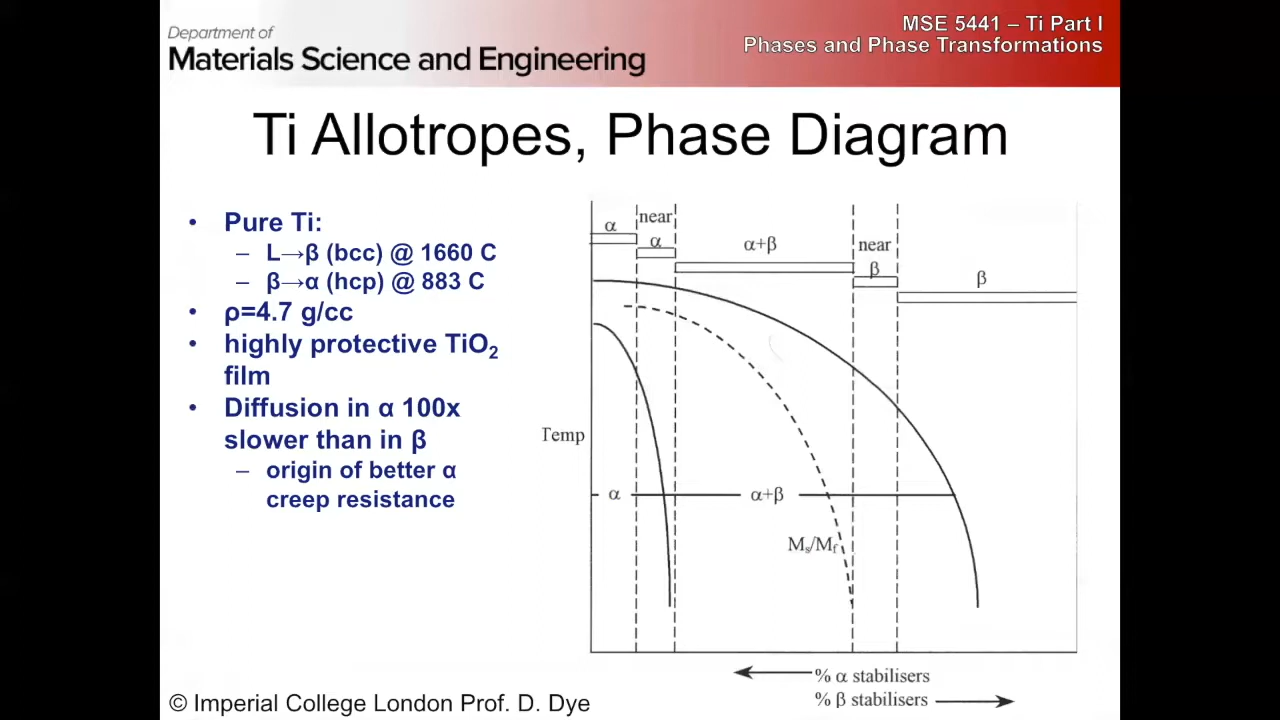 Department of
Materials Science and Engineering
MSE 5441 – Ti Part I
Phases and Phase Transformations
Ti Allotropes, Phase Diagram
• Pure Ti:
– L→β (bcc) @ 1660 C
– β→α (hcp) @ 883 C
• ρ=4.7 g/cc
• highly protective TiO₂
film
• Diffusion in α 100x
slower than in β
– origin of better α
creep resistance
α
near
α
α+β
near
β
β
Temp
α
α+β
Mₛ/M_f
% α stabilisers
% β stabilisers
© Imperial College London Prof. D. Dye